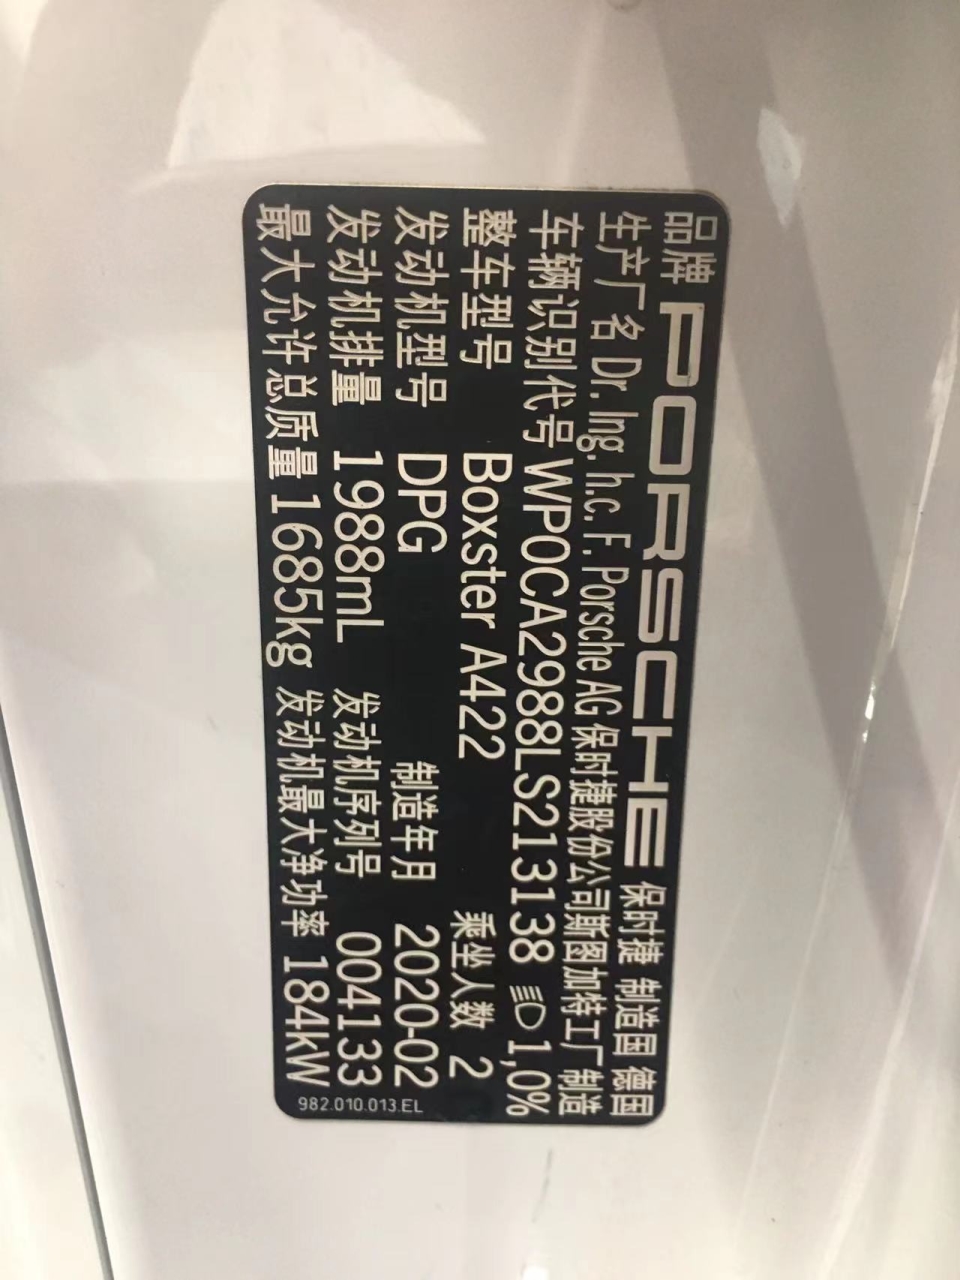 品牌 PORSCHE 保时捷 制造国 德国
生产厂名 Dr. Ing. h.c. F. Porsche AG 保时捷股份公司斯图加特工厂制造
车辆识别代号 WP0CA2988LS213138 1,0%
整车型号 Boxster A422 乘坐人数 2
发动机型号 DPG 制造年月 2020-02
发动机排量 1988mL 发动机序列号 004133
最大允许总质量 1685kg 发动机最大净功率 184kW
982.010.013.EL